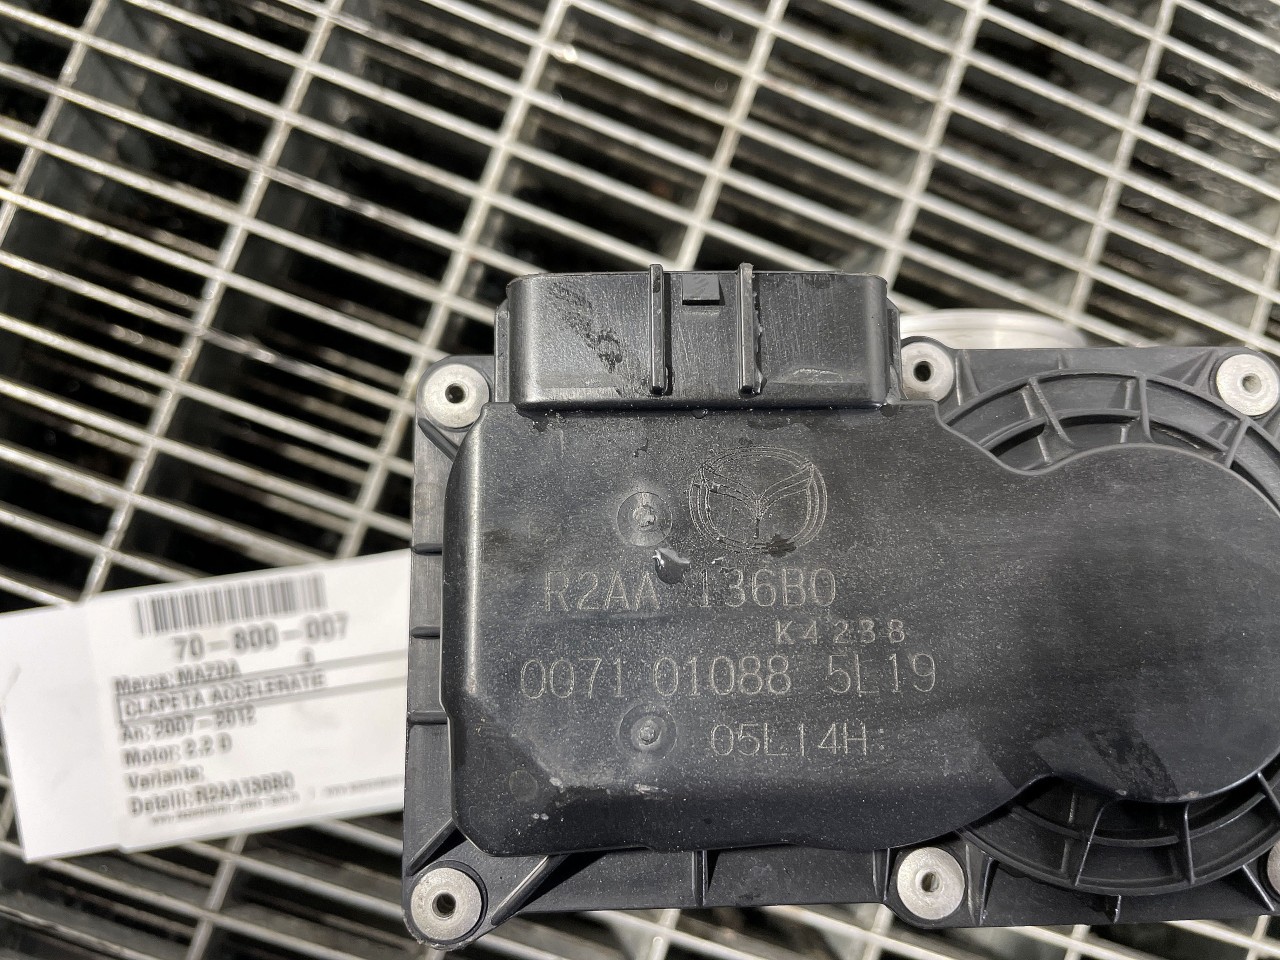 70-800-007
Marca: MAZDA 6
CLAPETA ACCELERATIE
An: 2007-2012
Motor: 2.2 D
Varianta:
Detalii: R2AA136B0
R2AA 136B0
K4238
0071 01088 5L19
05L14H: